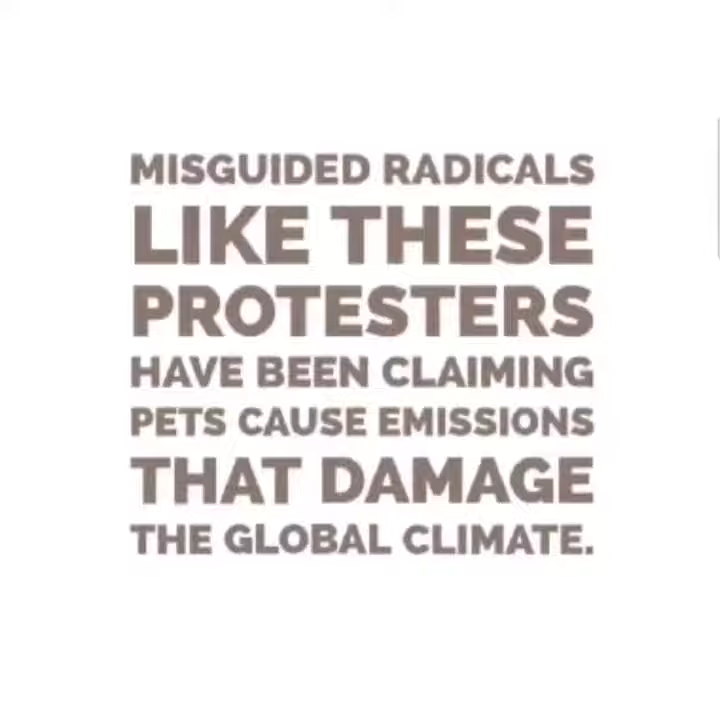 MISGUIDED RADICALS
LIKE THESE
PROTESTERS
HAVE BEEN CLAIMING
PETS CAUSE EMISSIONS
THAT DAMAGE
THE GLOBAL CLIMATE.